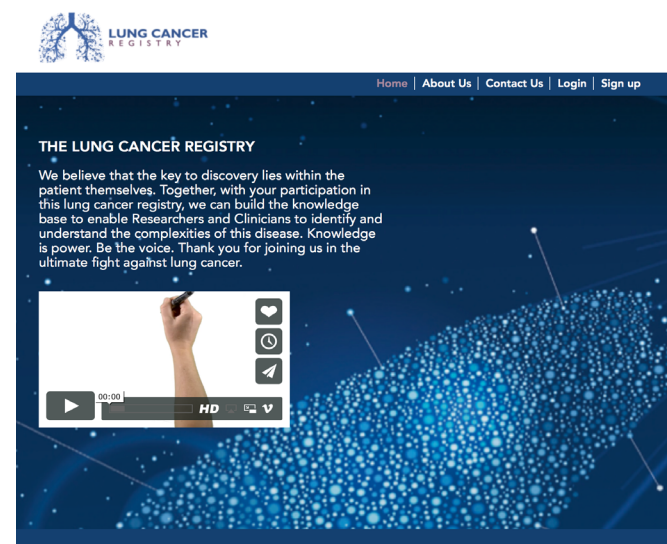 LUNG CANCER
REGISTRY
Home | About Us | Contact Us | Login | Sign up
THE LUNG CANCER REGISTRY
We believe that the key to discovery lies within the
patient themselves. Together, with your participation in
this lung cancer registry, we can build the knowledge
base to enable Researchers and Clinicians to identify and
understand the complexities of this disease. Knowledge
is power. Be the voice. Thank you for joining us in the
ultimate fight against lung cancer.
00:00
HD